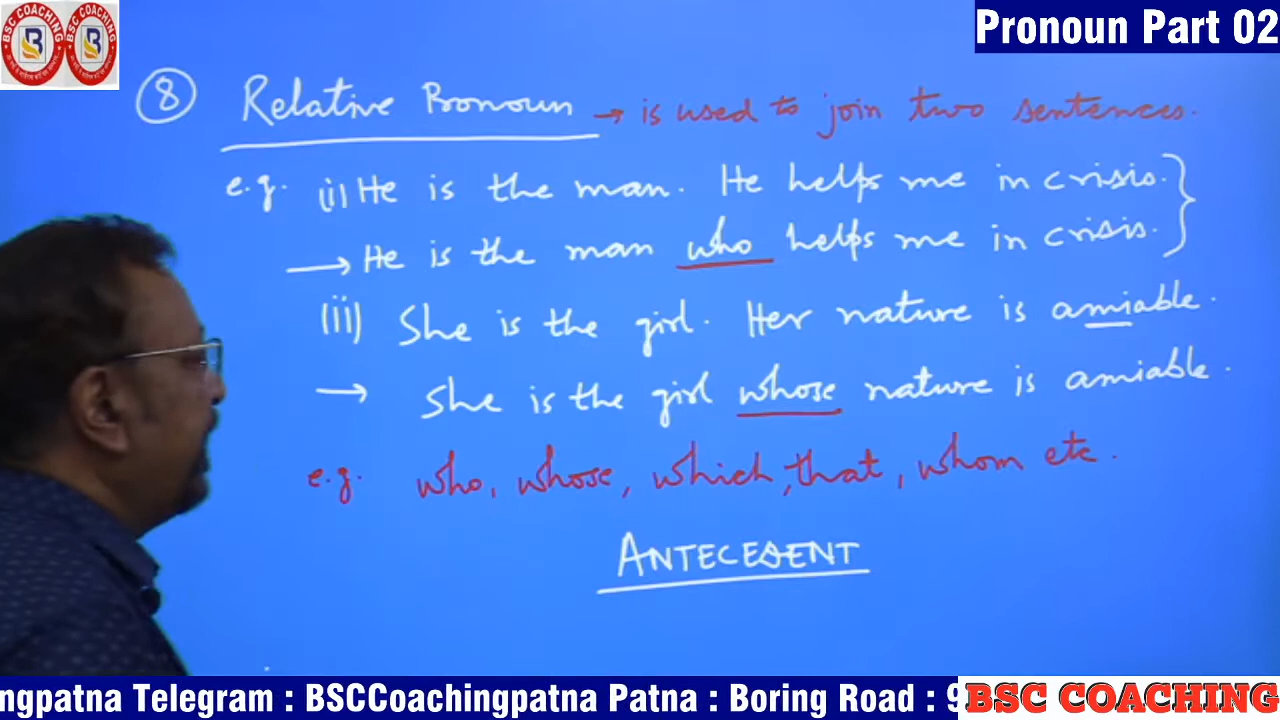 BSC COACHING
BSC COACHING
Pronoun Part 02
8 Relative Pronoun → is used to join two sentences.
e.g. (i) He is the man. He helps me in crisis.
→ He is the man who helps me in crisis.
(ii) She is the girl. Her nature is amiable.
→ She is the girl whose nature is amiable.
e.g. who, whose, which, that, whom etc.
ANTECEDENT
ngpatna Telegram : BSCCoachingpatna Patna : Boring Road : 9
BSC COACHING